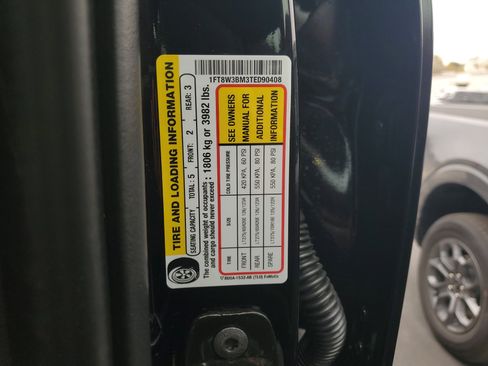 1FT8W3BM3TED90408
TIRE AND LOADING INFORMATION
SEATING CAPACITY TOTAL: 5 FRONT: 2 REAR: 3
The combined weight of occupants
and cargo should never exceed: 1806 kg or 3982 lbs.
TIRE SIZE COLD TIRE PRESSURE SEE OWNERS
MANUAL FOR
ADDITIONAL
INFORMATION
FRONT 420 KPA, 60 PSI
REAR 550 KPA, 80 PSI
SPARE 550 KPA, 80 PSI